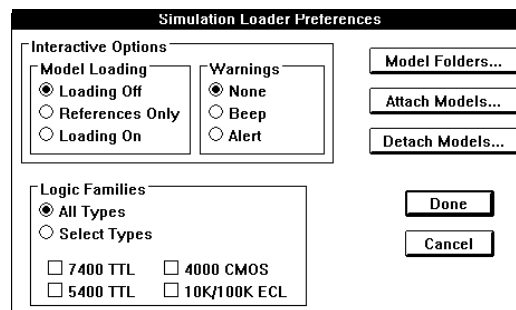 Simulation Loader Preferences
Interactive Options
Model Loading
Loading Off
References Only
Loading On
Warnings
None
Beep
Alert
Model Folders...
Attach Models...
Detach Models...
Logic Families
All Types
Select Types
7400 TTL
4000 CMOS
5400 TTL
10K/100K ECL
Done
Cancel